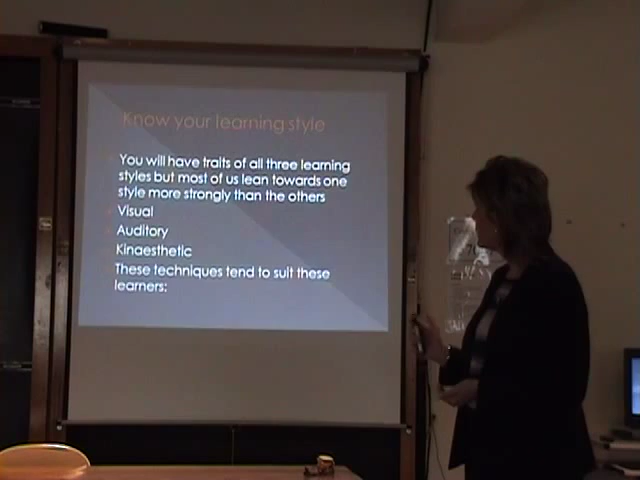 Know your learning style
You will have traits of all three learning
styles but most of us lean towards one
style more strongly than the others
Visual
Auditory
Kinaesthetic
These techniques tend to suit these
learners: